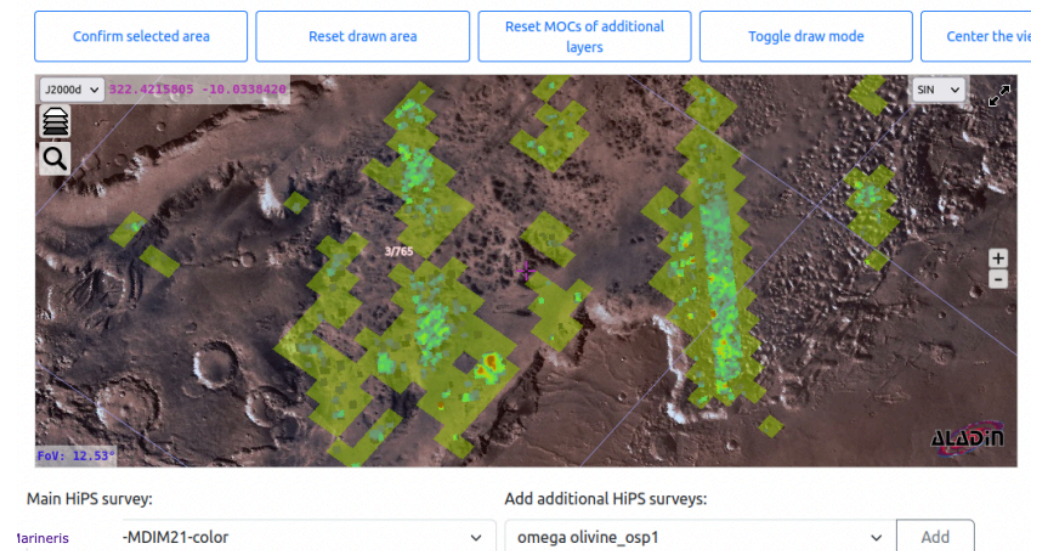 Confirm selected area
Reset drawn area
Reset MOCs of additional
layers
Toggle draw mode
Center the vie
J2000d
322.4215805 -10.0338420
SIN
3/765
+
-
FoV: 12.53°
ALADIN
Main HiPS survey:
Add additional HiPS surveys:
Marineris
-MDIM21-color
omega olivine_osp1
Add